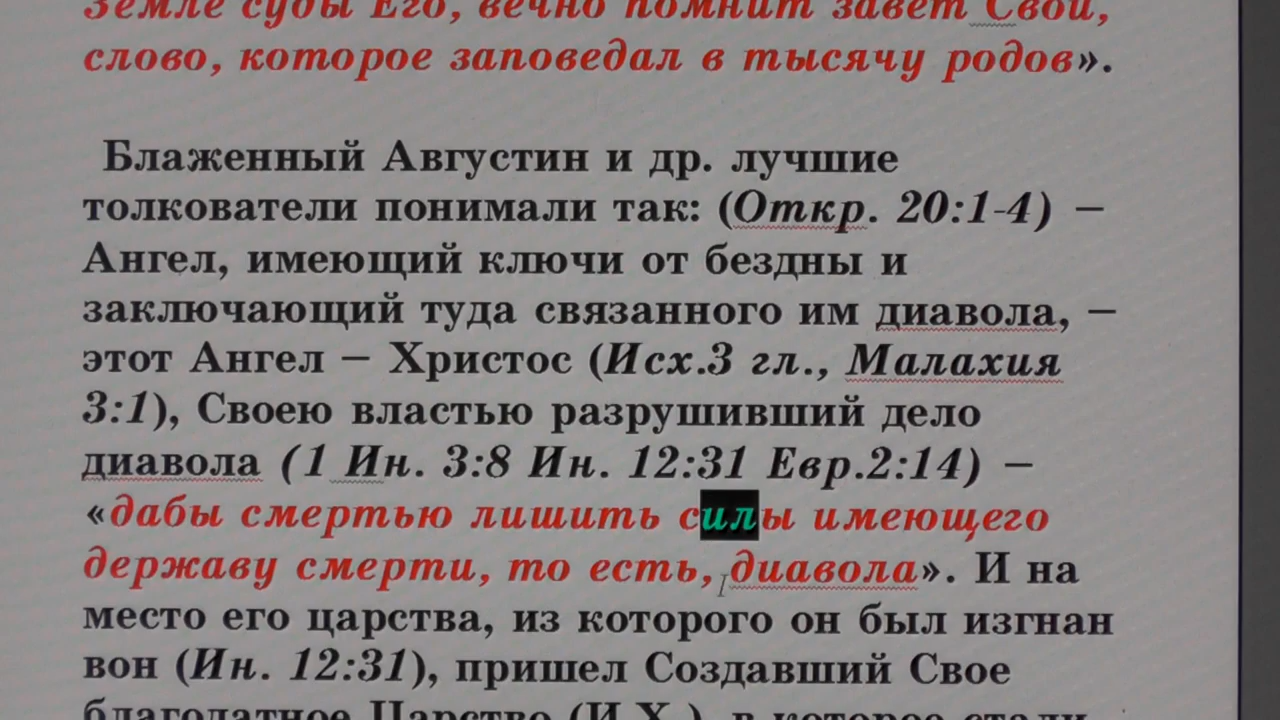 Земле суды Его, вечно помнит завет Свой,
слово, которое заповедал в тысячу родов».
Блаженный Августин и др. лучшие
толкователи понимали так: (Откр. 20:1-4) –
Ангел, имеющий ключи от бездны и
заключающий туда связанного им диавола, –
этот Ангел – Христос (Исх.3 гл., Малахия
3:1), Своею властью разрушивший дело
диавола (1 Ин. 3:8 Ин. 12:31 Евр.2:14) –
«дабы смертью лишить силы имеющего
державу смерти, то есть, диавола». И на
место его царства, из которого он был изгнан
вон (Ин. 12:31), пришел Создавший Свое
благодатное Царство (И.Х.), в которое стали